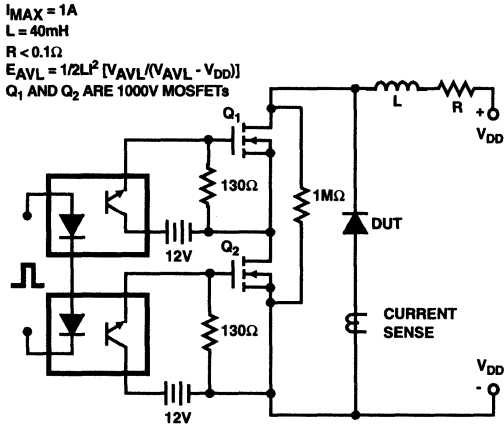 IMAX = 1A
L = 40mH
R < 0.1Ω
EAVL = 1/2LI² [VAVL/(VAVL - VDD)]
Q1 AND Q2 ARE 1000V MOSFETs
Q1
L
R
+
VDD
130Ω
1MΩ
12V
DUT
Q2
130Ω
CURRENT
SENSE
12V
VDD
-